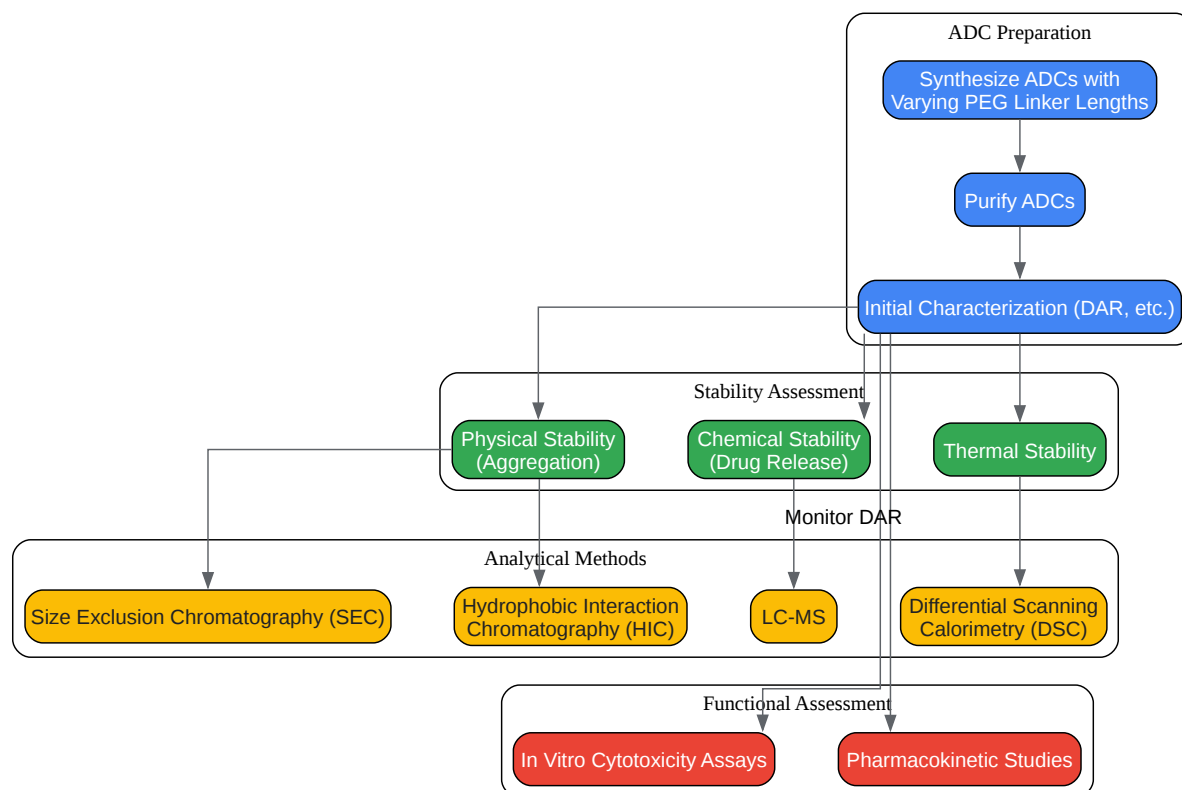 ADC Preparation
Synthesize ADCs with
Varying PEG Linker Lengths
Purify ADCs
Initial Characterization (DAR, etc.)
Stability Assessment
Physical Stability
(Aggregation)
Chemical Stability
(Drug Release)
Thermal Stability
Monitor DAR
Analytical Methods
Size Exclusion Chromatography (SEC)
Hydrophobic Interaction
Chromatography (HIC)
LC-MS
Differential Scanning
Calorimetry (DSC)
Functional Assessment
In Vitro Cytotoxicity Assays
Pharmacokinetic Studies